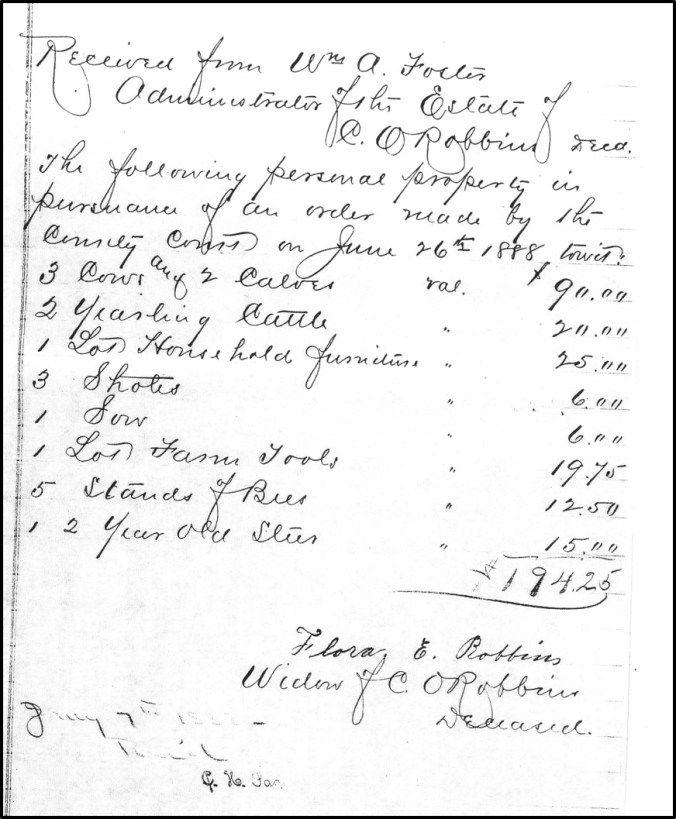 Received from Wm A. Foster
Administrator of the Estate of
C. O Robbins Decd.
The following personal property in
pursuance of an order made by the
County Court on June 26th 1888 towit:
3 Cows and 2 Calves val. $ 90.00
2 Yearling Cattle " 20.00
1 Lot Household furniture " 25.00
3 Shotes " 6.00
1 Sow " 6.00
1 Lot Farm Tools " 19.75
5 Stands of Bees " 12.50
1 2 Year Old Steer " 15.00
$ 194.25
Flora E. Robbins
Widow of C. O Robbins
Deceased.
7th